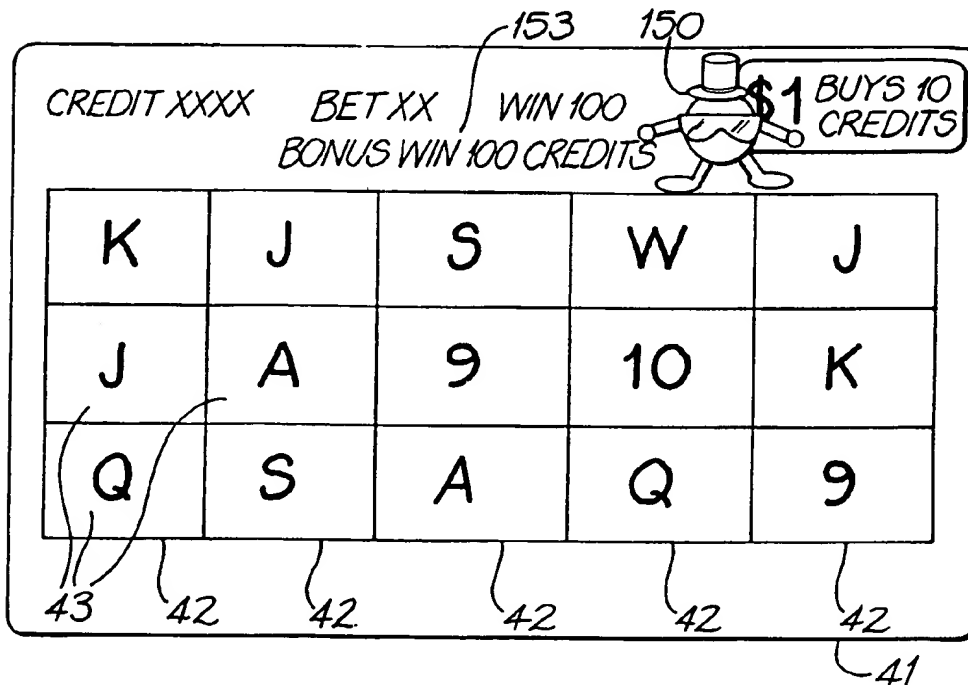 153 150
CREDIT XXXX BET XX WIN 100 $1 BUYS 10
CREDITS
BONUS WIN 100 CREDITS
K J S W J
J A 9 10 K
Q S A Q 9
43 42 42 42 42 42
41